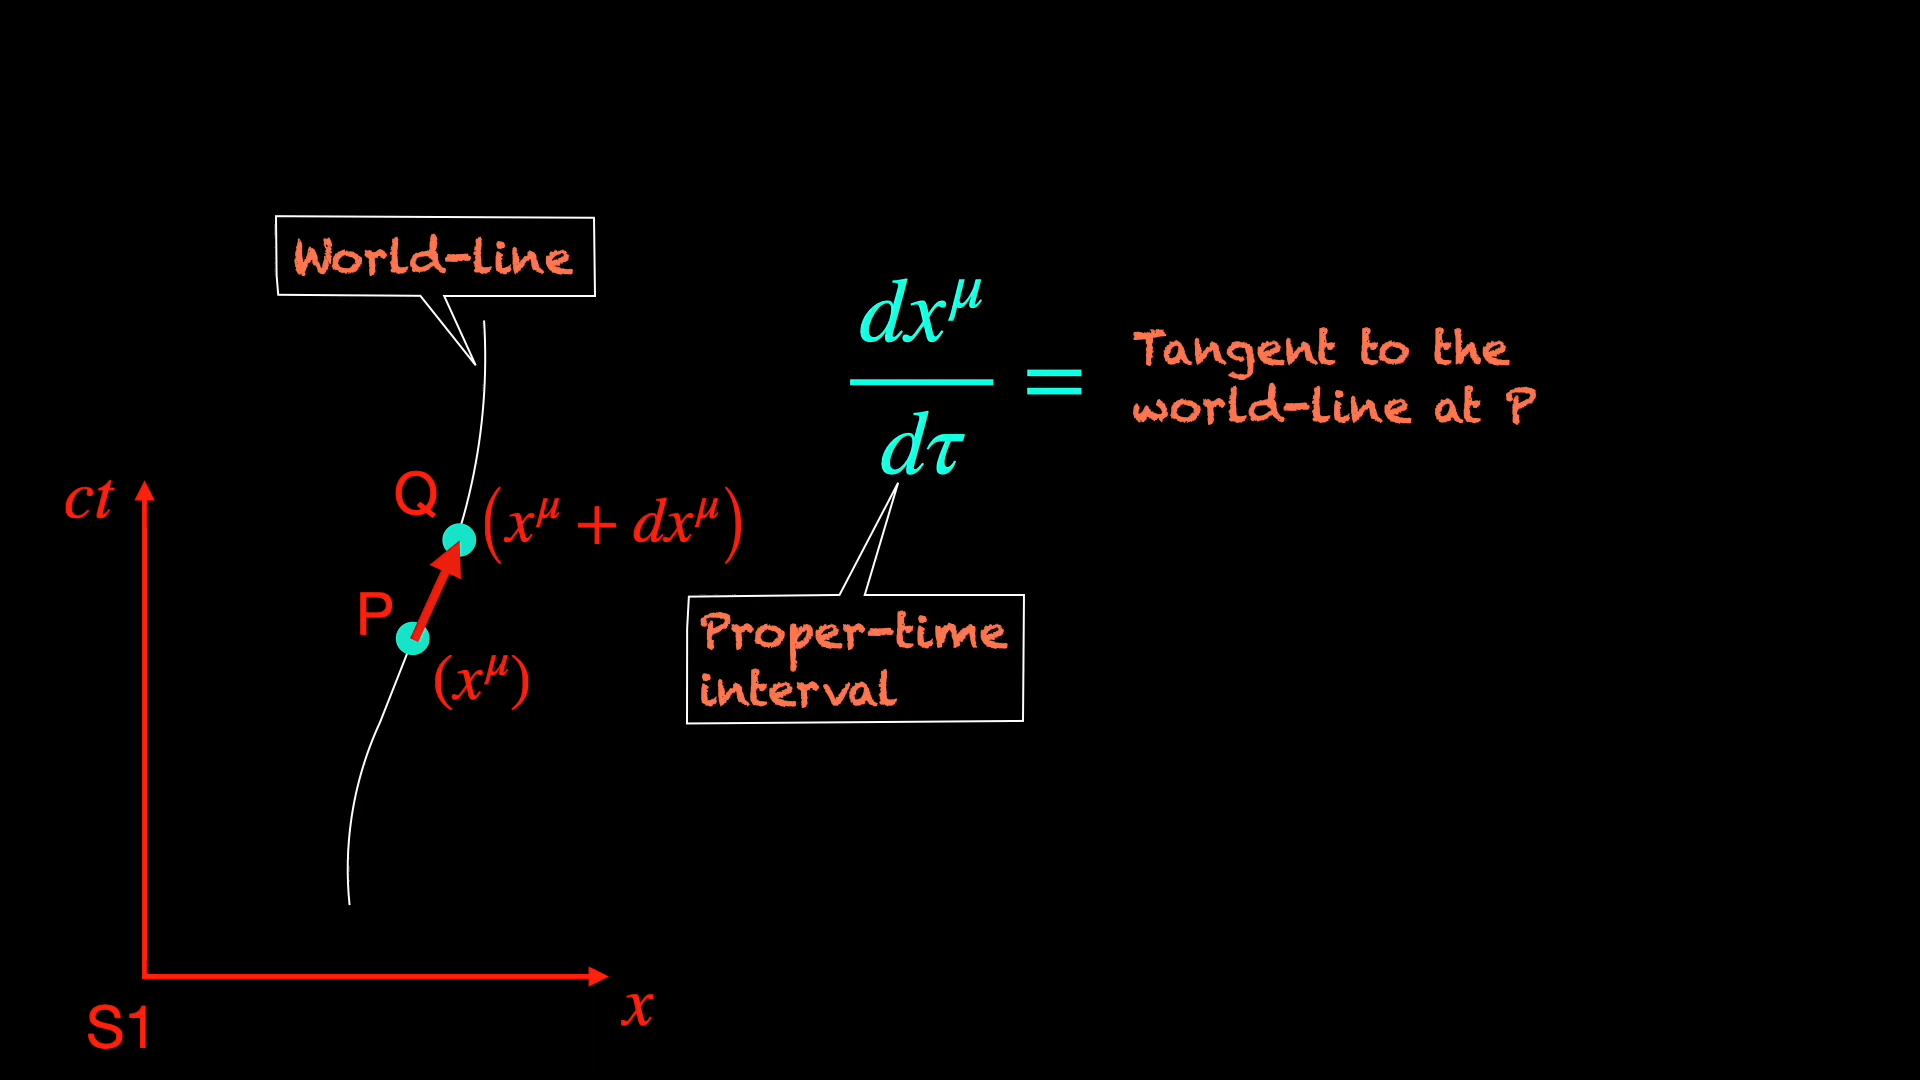 World-line
dx^μ
dτ
=
Tangent to the
world-line at P
ct
Q
(x^μ + dx^μ)
P
(x^μ)
Proper-time
interval
x
S1